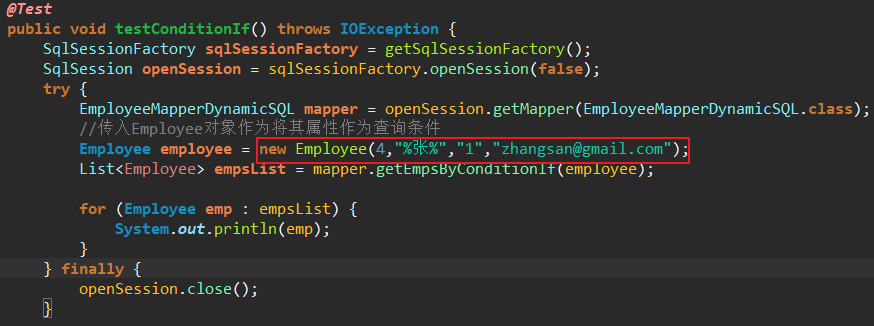 @Test
public void testConditionIf() throws IOException {
SqlSessionFactory sqlSessionFactory = getSqlSessionFactory();
SqlSession openSession = sqlSessionFactory.openSession(false);
try {
EmployeeMapperDynamicSQL mapper = openSession.getMapper(EmployeeMapperDynamicSQL.class);
//传入Employee对象作为将其属性作为查询条件
Employee employee = new Employee(4,"%张%","1","zhangsan@gmail.com");
List<Employee> empsList = mapper.getEmpsByConditionIf(employee);
for (Employee emp : empsList) {
System.out.println(emp);
}
} finally {
openSession.close();
}